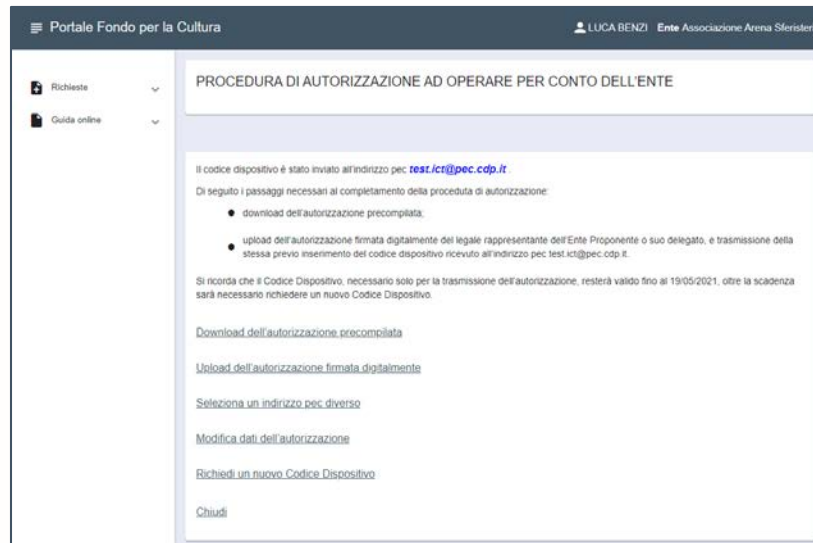 Portale Fondo per la Cultura
LUCA BENZI Ente Associazione Arena Sferister
Richieste
Guida online
PROCEDURA DI AUTORIZZAZIONE AD OPERARE PER CONTO DELL'ENTE
Il codice dispositivo è stato inviato all'indirizzo pec test.ict@pec.cdp.it .
Di seguito i passaggi necessari al completamento della proceduta di autorizzazione:
download dell'autorizzazione precompilata;
upload dell'autorizzazione firmata digitalmente del legale rappresentante dell'Ente Proponente o suo delegato, e trasmissione della
stessa previo inserimento del codice dispositivo ricevuto all'indirizzo pec test.ict@pec.cdp.it.
Si ricorda che il Codice Dispositivo, necessario solo per la trasmissione dell'autorizzazione, resterà valido fino al 19/05/2021, oltre la scadenza
sarà necessario richiedere un nuovo Codice Dispositivo.
Download dell'autorizzazione precompilata
Upload dell'autorizzazione firmata digitalmente
Seleziona un indirizzo pec diverso
Modifica dati dell'autorizzazione
Richiedi un nuovo Codice Dispositivo
Chiudi